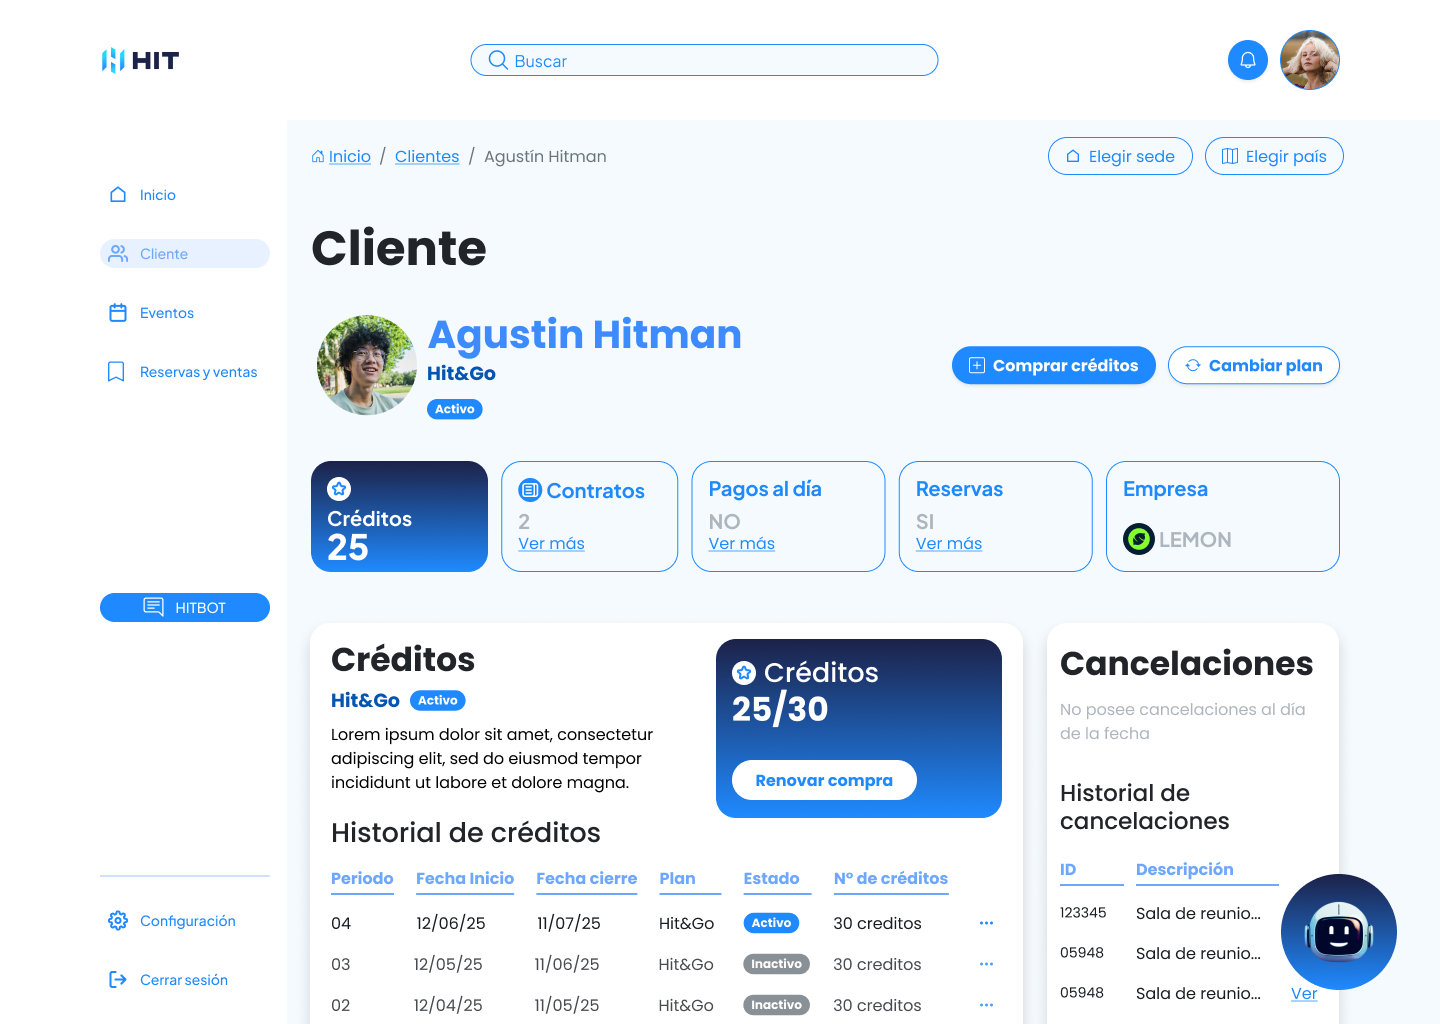 HIT
Buscar
Inicio / Clientes / Agustín Hitman
Elegir sede
Elegir país
Inicio
Cliente
Eventos
Reservas y ventas
HITBOT
Configuración
Cerrar sesión
Cliente
Agustin Hitman
Hit&Go
Activo
Comprar créditos
Cambiar plan
Créditos
25
Contratos
2
Ver más
Pagos al día
NO
Ver más
Reservas
SI
Ver más
Empresa
LEMON
Créditos
Hit&Go Activo
Lorem ipsum dolor sit amet, consectetur
adipiscing elit, sed do eiusmod tempor
incididunt ut labore et dolore magna.
Créditos
25/30
Renovar compra
Historial de créditos
Periodo Fecha Inicio Fecha cierre Plan Estado N° de créditos
04 12/06/25 11/07/25 Hit&Go Activo 30 creditos ...
03 12/05/25 11/06/25 Hit&Go Inactivo 30 creditos ...
02 12/04/25 11/05/25 Hit&Go Inactivo 30 creditos ...
Cancelaciones
No posee cancelaciones al día
de la fecha
Historial de
cancelaciones
ID Descripción
123345 Sala de reunio...
05948 Sala de reunio...
05948 Sala de reunio... Ver